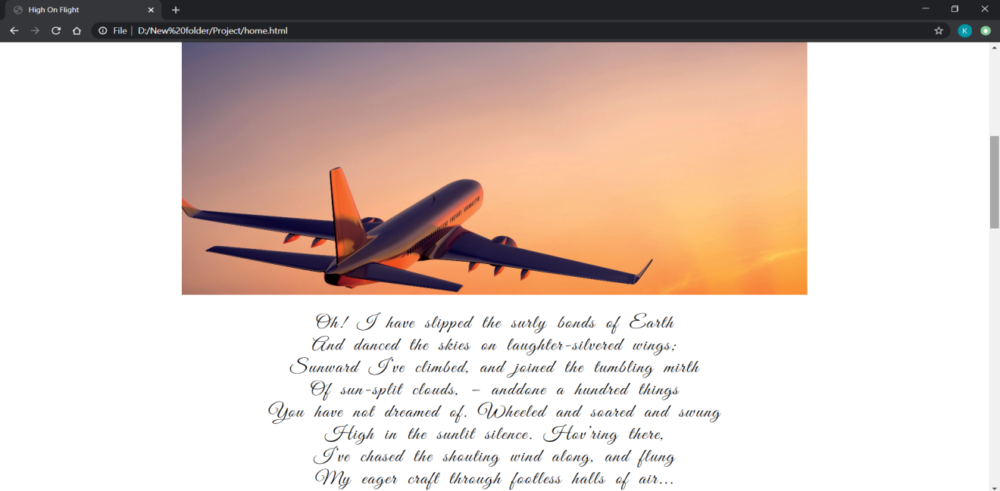 High On Flight
File | D:/New%20folder/Project/home.html
K
Oh! I have slipped the surly bonds of Earth
And danced the skies on laughter-silvered wings;
Sunward I've climbed, and joined the tumbling mirth
Of sun-split clouds, – anddone a hundred things
You have not dreamed of. Wheeled and soared and swung
High in the sunlit silence. Hov'ring there,
I've chased the shouting wind along, and flung
My eager craft through footless halls of air...